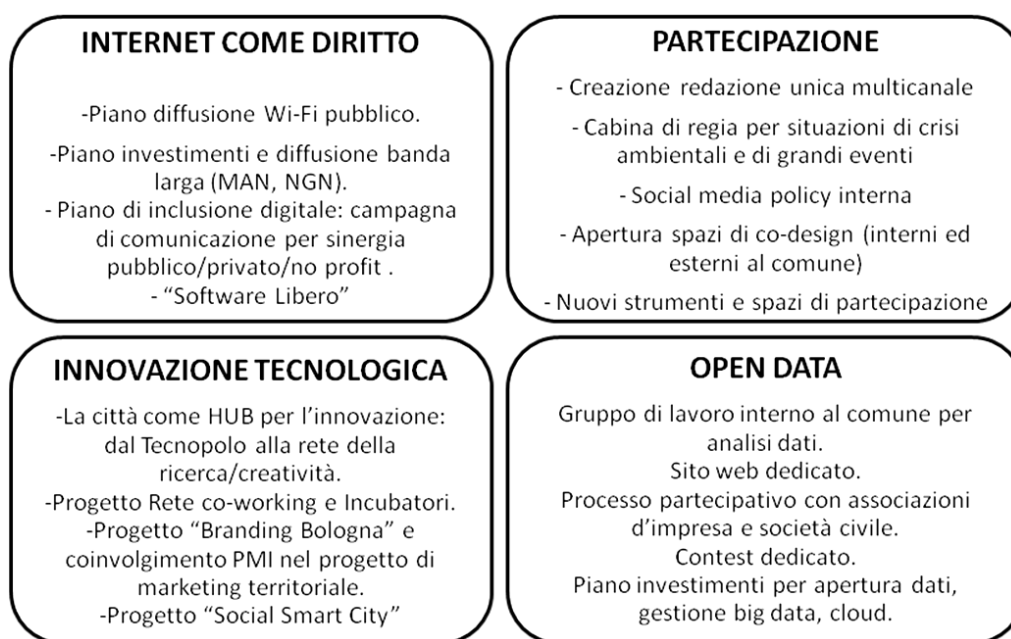 INTERNET COME DIRITTO
-Piano diffusione Wi-Fi pubblico.
-Piano investimenti e diffusione banda
larga (MAN, NGN).
- Piano di inclusione digitale: campagna
di comunicazione per sinergia
pubblico/privato/no profit .
- “Software Libero”
PARTECIPAZIONE
- Creazione redazione unica multicanale
- Cabina di regia per situazioni di crisi
ambientali e di grandi eventi
- Social media policy interna
- Apertura spazi di co-design (interni ed
esterni al comune)
- Nuovi strumenti e spazi di partecipazione
INNOVAZIONE TECNOLOGICA
-La città come HUB per l’innovazione:
dal Tecnopolo alla rete della
ricerca/creatività.
-Progetto Rete co-working e Incubatori.
-Progetto “Branding Bologna” e
coinvolgimento PMI nel progetto di
marketing territoriale.
-Progetto “Social Smart City”
OPEN DATA
Gruppo di lavoro interno al comune per
analisi dati.
Sito web dedicato.
Processo partecipativo con associazioni
d’impresa e società civile.
Contest dedicato.
Piano investimenti per apertura dati,
gestione big data, cloud.